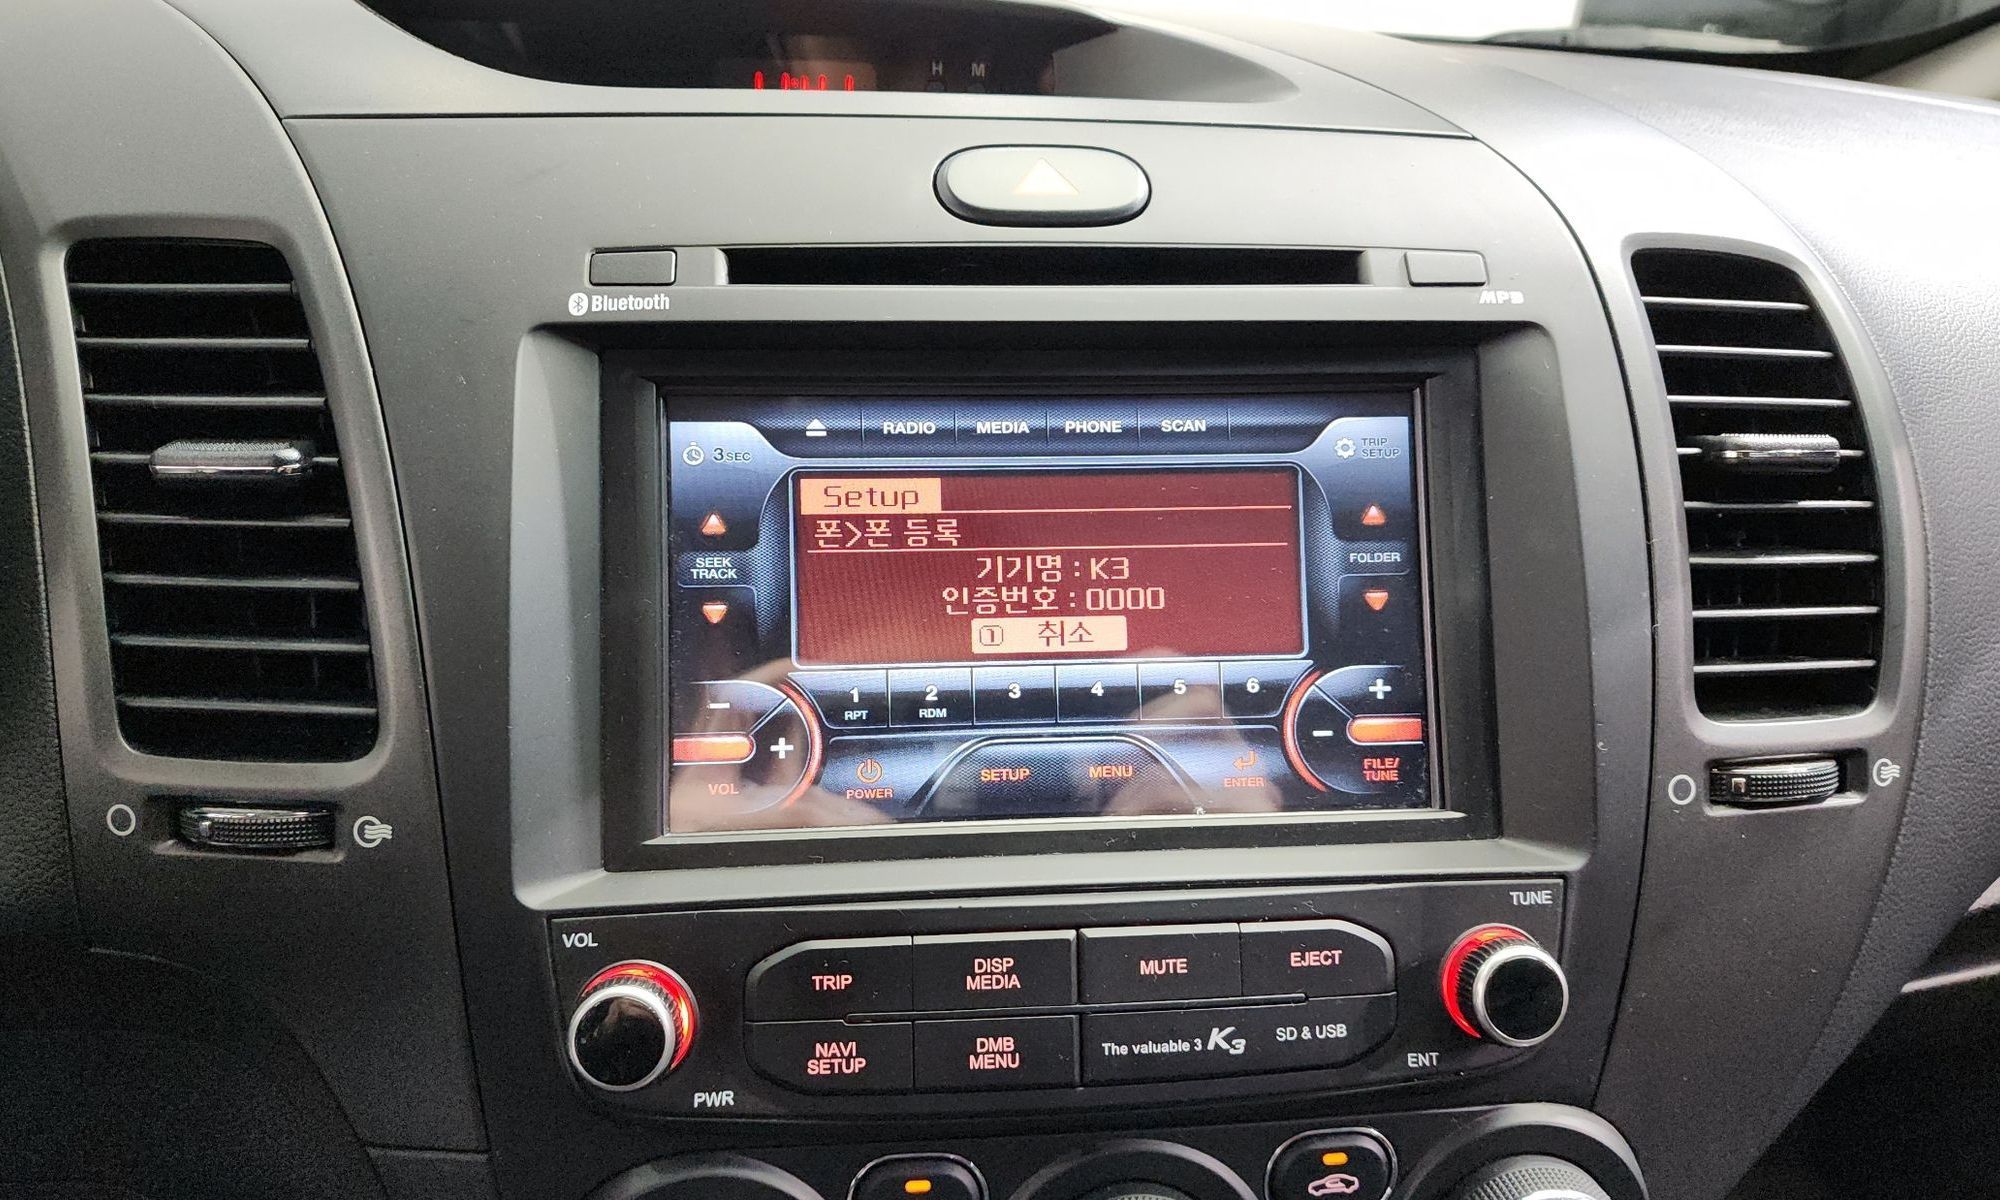 H M
Bluetooth
MP3
RADIO MEDIA PHONE SCAN
3 SEC
TRIP
SETUP
Setup
폰>폰 등록
기기명 : K3
인증번호 : 0000
① 취소
SEEK
TRACK
FOLDER
1 2 3 4 5 6
RPT RDM
- +
+ -
VOL
POWER
SETUP
MENU
ENTER
FILE/
TUNE
VOL
TUNE
TRIP
DISP
MEDIA
MUTE
EJECT
NAVI
SETUP
DMB
MENU
The valuable 3 K3
SD & USB
PWR
ENT